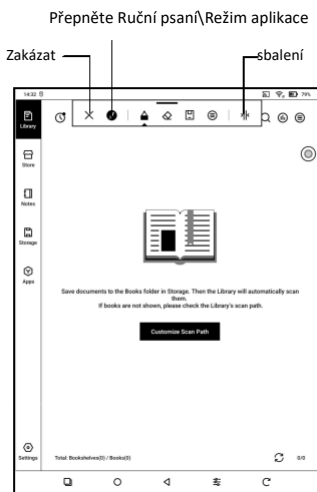 Přepněte Ruční psaní\Režim aplikace
Zakázat
sbalení
14:32
79%
Library
Store
Notes
Storage
Apps
Save documents to the Books folder in Storage. Then the Library will automatically scan
them.
If books are not shown, please check the Library's scan path.
Customize Scan Path
Settings
Total: Bookshelves(0) / Books(0)
0/0